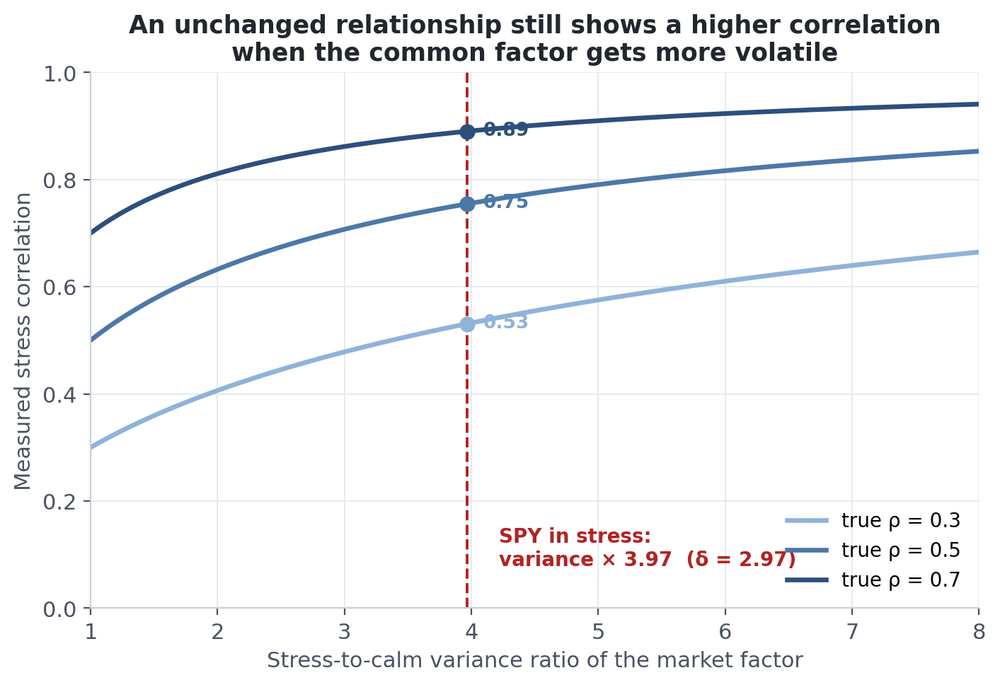 An unchanged relationship still shows a higher correlation
when the common factor gets more volatile
Measured stress correlation
1.0
0.8
0.6
0.4
0.2
0.0
0.89
0.75
0.53
SPY in stress:
variance × 3.97 (δ = 2.97)
true ρ = 0.3
true ρ = 0.5
true ρ = 0.7
1 2 3 4 5 6 7 8
Stress-to-calm variance ratio of the market factor